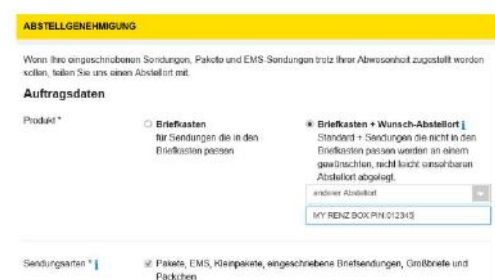 ABSTELLGENEHMIGUNG
Wenn Ihre eingeschriebenen Sendungen, Pakete und EMS-Sendungen trotz Ihrer Abwesenheit zugestellt werden
sollen, teilen Sie uns einen Abstellort mit.
Auftragsdaten
Produkt *
Briefkasten
für Sendungen die in den
Briefkasten passen
Briefkasten + Wunsch-Abstellort i
Standard + Sendungen die nicht in den
Briefkasten passen werden an einem
gewünschten, nicht leicht einsehbaren
Abstellort abgelegt.
anderer Abstellort
MY RENZ BOX PIN:012345
Sendungsarten * i
Pakete, EMS, Kleinpakete, eingeschriebene Briefsendungen, Großbriefe und
Päckchen